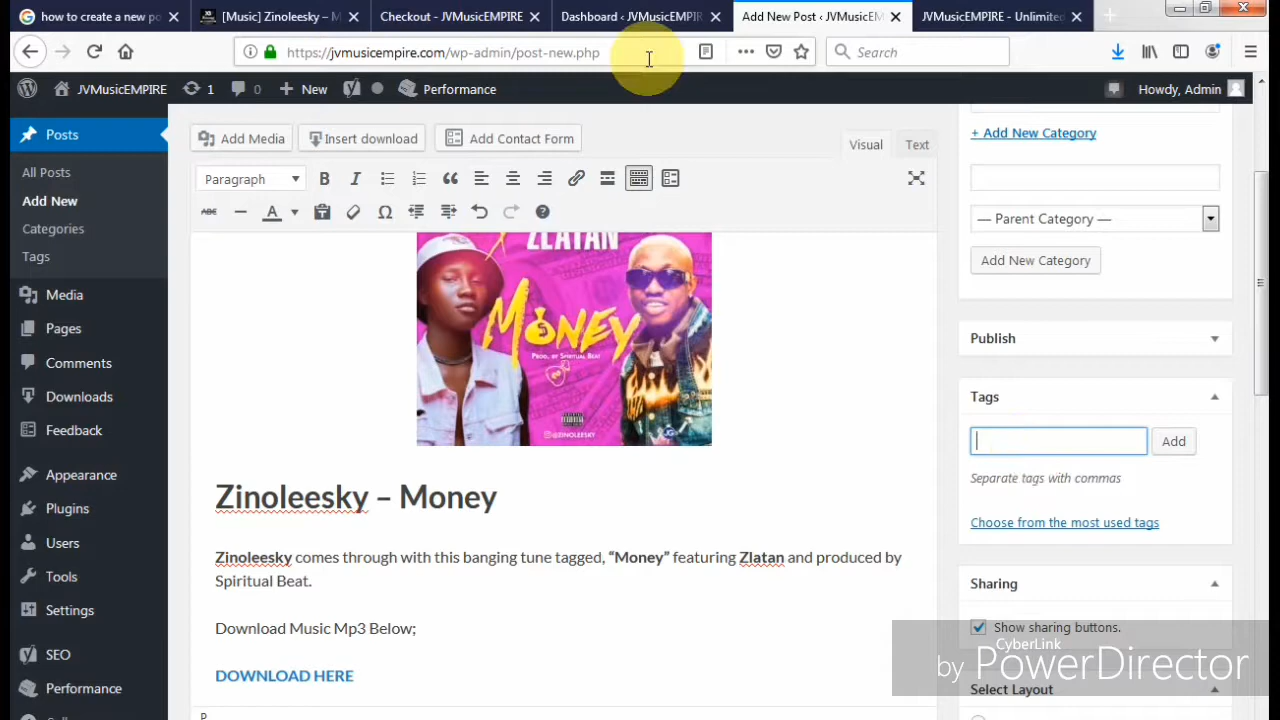 how to create a new po
[Music] Zinoleesky – M
Checkout - JVMusicEMPIRE
Dashboard ‹ JVMusicEMPIR
Add New Post ‹ JVMusicEM
JVMusicEMPIRE - Unlimited
https://jvmusicempire.com/wp-admin/post-new.php
Search
JVMusicEMPIRE
1
0
New
Performance
Howdy, Admin
Posts
All Posts
Add New
Categories
Tags
Media
Pages
Comments
Downloads
Feedback
Appearance
Plugins
Users
Tools
Settings
SEO
Performance
Add Media
Insert download
Add Contact Form
Visual
Text
Paragraph
B
I
ABC
A
ZLATAN
MONEY
PROD. BY SPIRITUAL BEAT
@ZINOLEESKY
Zinoleesky – Money
Zinoleesky comes through with this banging tune tagged, “Money” featuring Zlatan and produced by
Spiritual Beat.
Download Music Mp3 Below;
DOWNLOAD HERE
P
+ Add New Category
— Parent Category —
Add New Category
Publish
Tags
Add
Separate tags with commas
Choose from the most used tags
Sharing
Show sharing buttons.
CyberLink
by PowerDirector
Select Layout